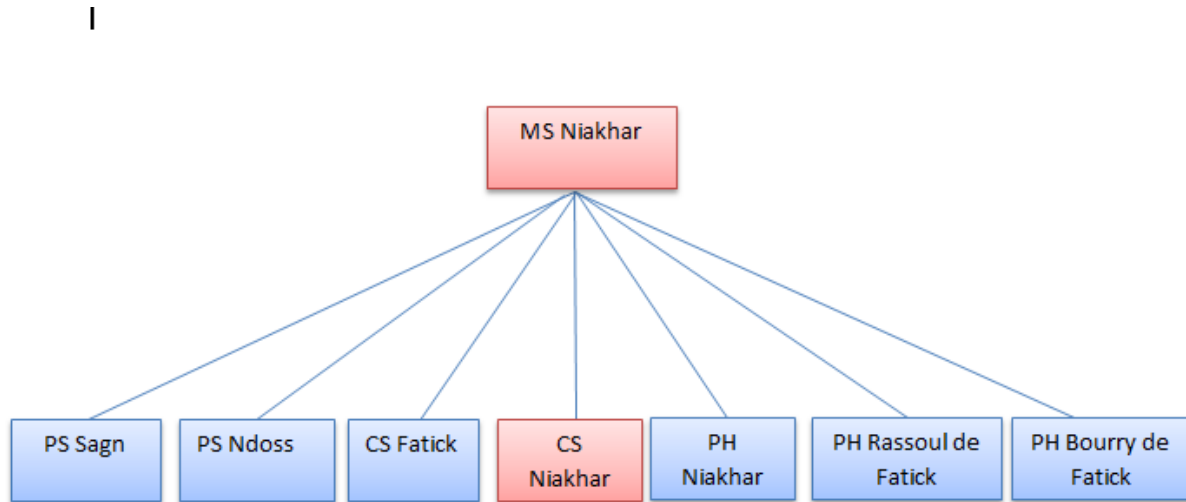 I
MS Niakhar
PS Sagn
PS Ndoss
CS Fatick
CS
Niakhar
PH
Niakhar
PH Rassoul de
Fatick
PH Bourry de
Fatick